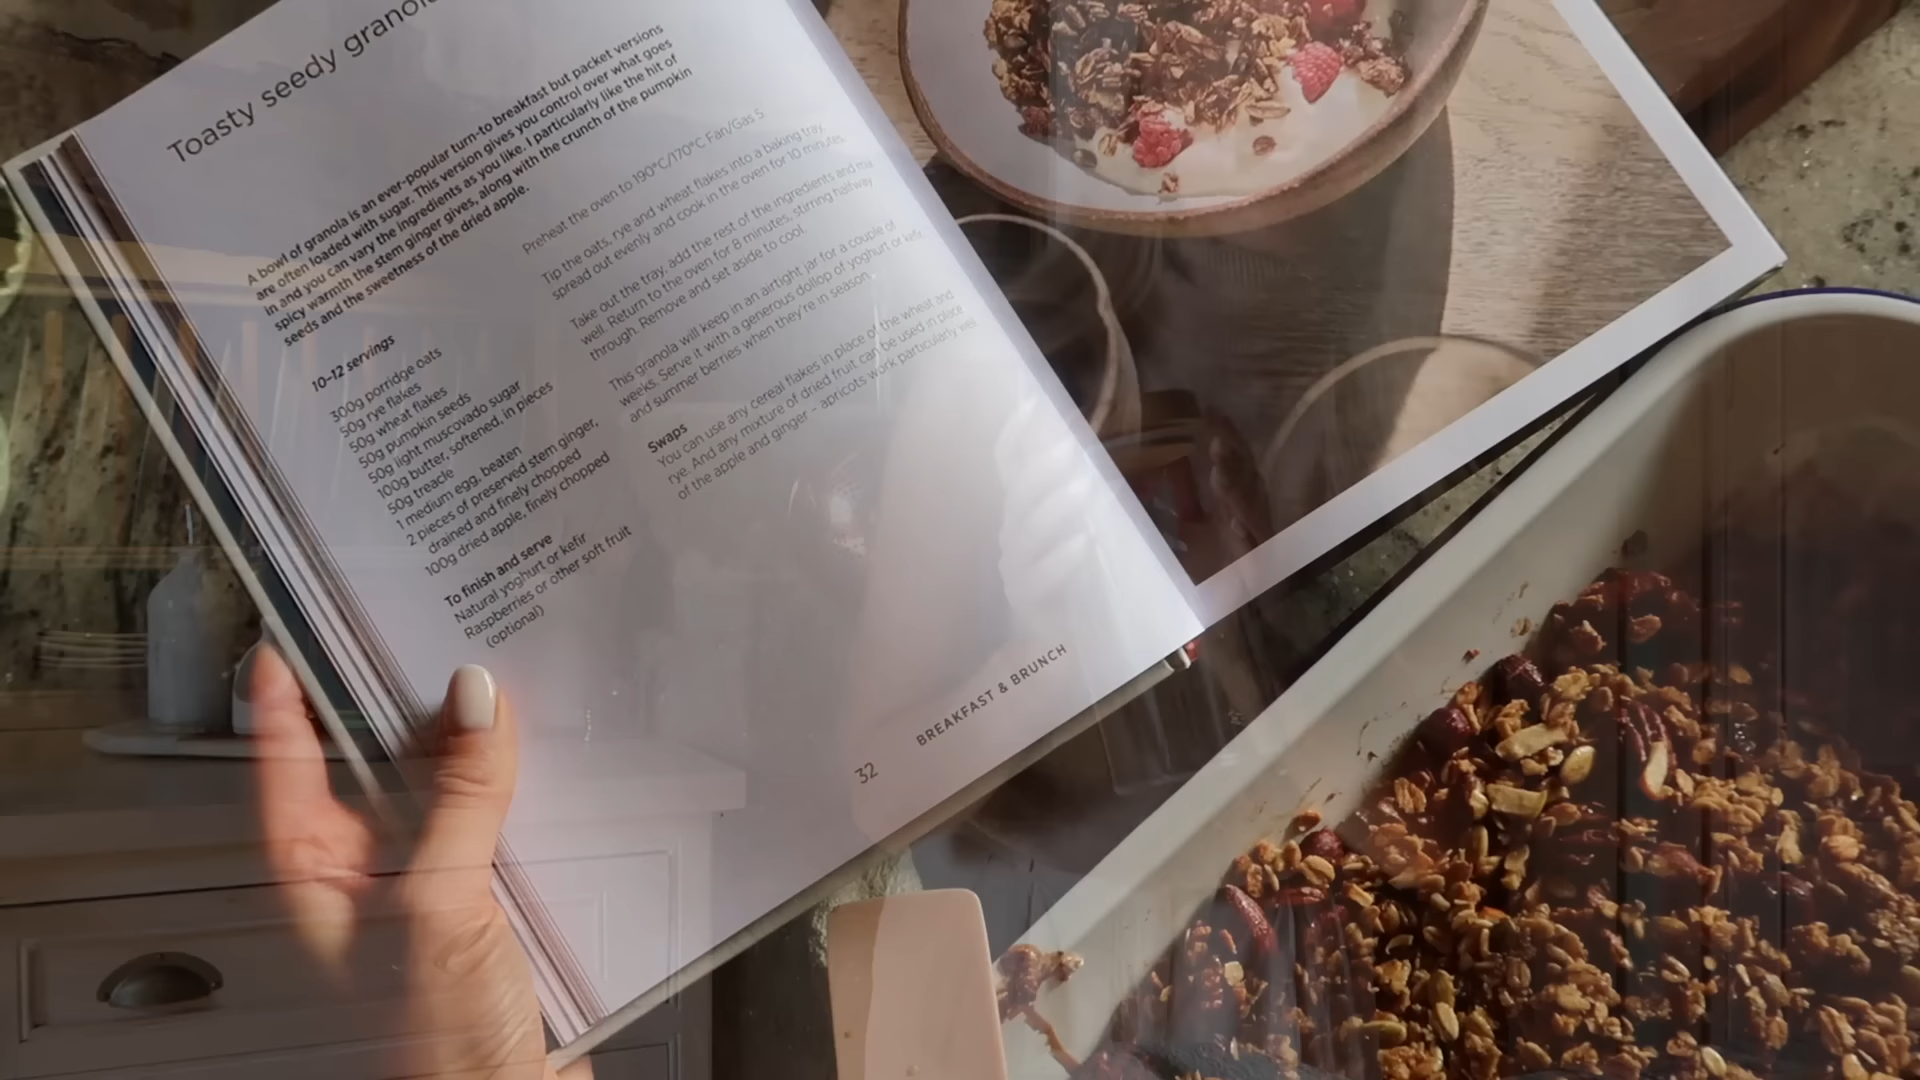 Toasty seedy granola
A bowl of granola is an ever-popular turn-to breakfast but packet versions
are often loaded with sugar. This version gives you control over what goes
in and you can vary the ingredients as you like. I particularly like the hit of
spicy warmth the stem ginger gives, along with the crunch of the pumpkin
seeds and the sweetness of the dried apple.
10–12 servings
300g porridge oats
50g rye flakes
50g wheat flakes
50g pumpkin seeds
50g light muscovado sugar
100g butter, softened, in pieces
50g treacle
1 medium egg, beaten
2 pieces of preserved stem ginger,
drained and finely chopped
100g dried apple, finely chopped
To finish and serve
Natural yoghurt or kefir
Raspberries or other soft fruit
(optional)
Preheat the oven to 190°C/170°C Fan/Gas 5
Tip the oats, rye and wheat flakes into a baking tray,
spread out evenly and cook in the oven for 10 minutes
Take out the tray, add the rest of the ingredients and mix
well. Return to the oven for 8 minutes, stirring halfway
through. Remove and set aside to cool.
This granola will keep in an airtight jar for a couple of
weeks. Serve it with a generous dollop of yoghurt or kefir
and summer berries when they're in season.
Swaps
You can use any cereal flakes in place of the wheat and
rye. And any mixture of dried fruit can be used in place
of the apple and ginger – apricots work particularly well.
32
BREAKFAST & BRUNCH